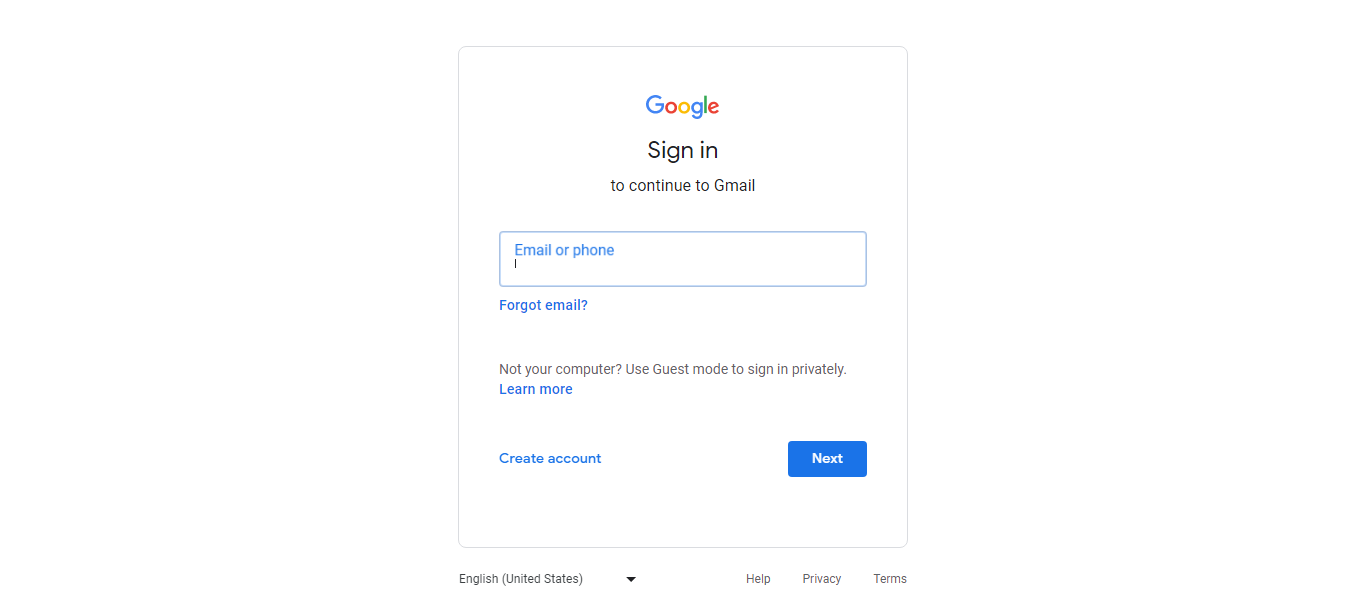 Google
Sign in
to continue to Gmail
Email or phone
Forgot email?
Not your computer? Use Guest mode to sign in privately.
Learn more
Create account
Next
English (United States)
Help
Privacy
Terms